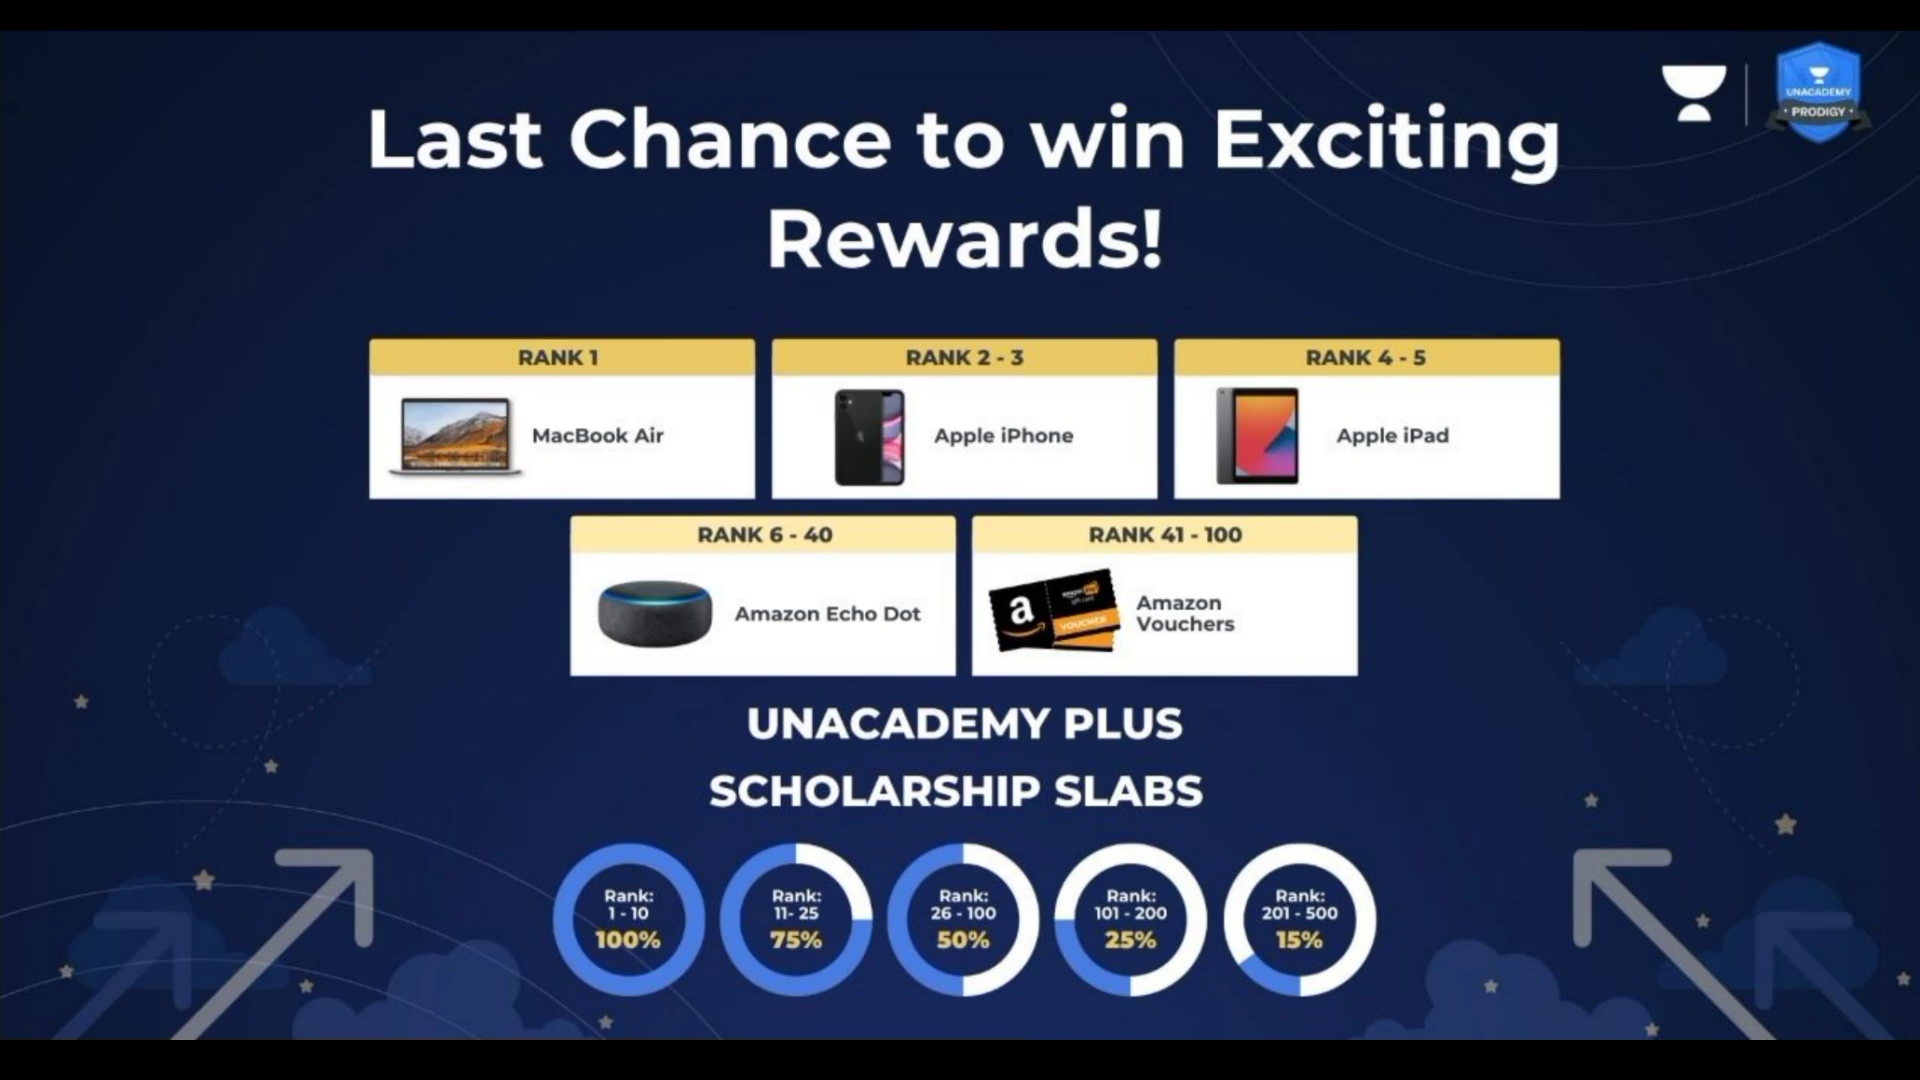 UNACADEMY
PRODIGY
Last Chance to win Exciting
Rewards!
RANK 1
MacBook Air
RANK 2 - 3
Apple iPhone
RANK 4 - 5
Apple iPad
RANK 6 - 40
Amazon Echo Dot
RANK 41 - 100
a
VOUCHER
Amazon
Vouchers
UNACADEMY PLUS
SCHOLARSHIP SLABS
Rank:
1 - 10
100%
Rank:
11- 25
75%
Rank:
26 - 100
50%
Rank:
101 - 200
25%
Rank:
201 - 500
15%